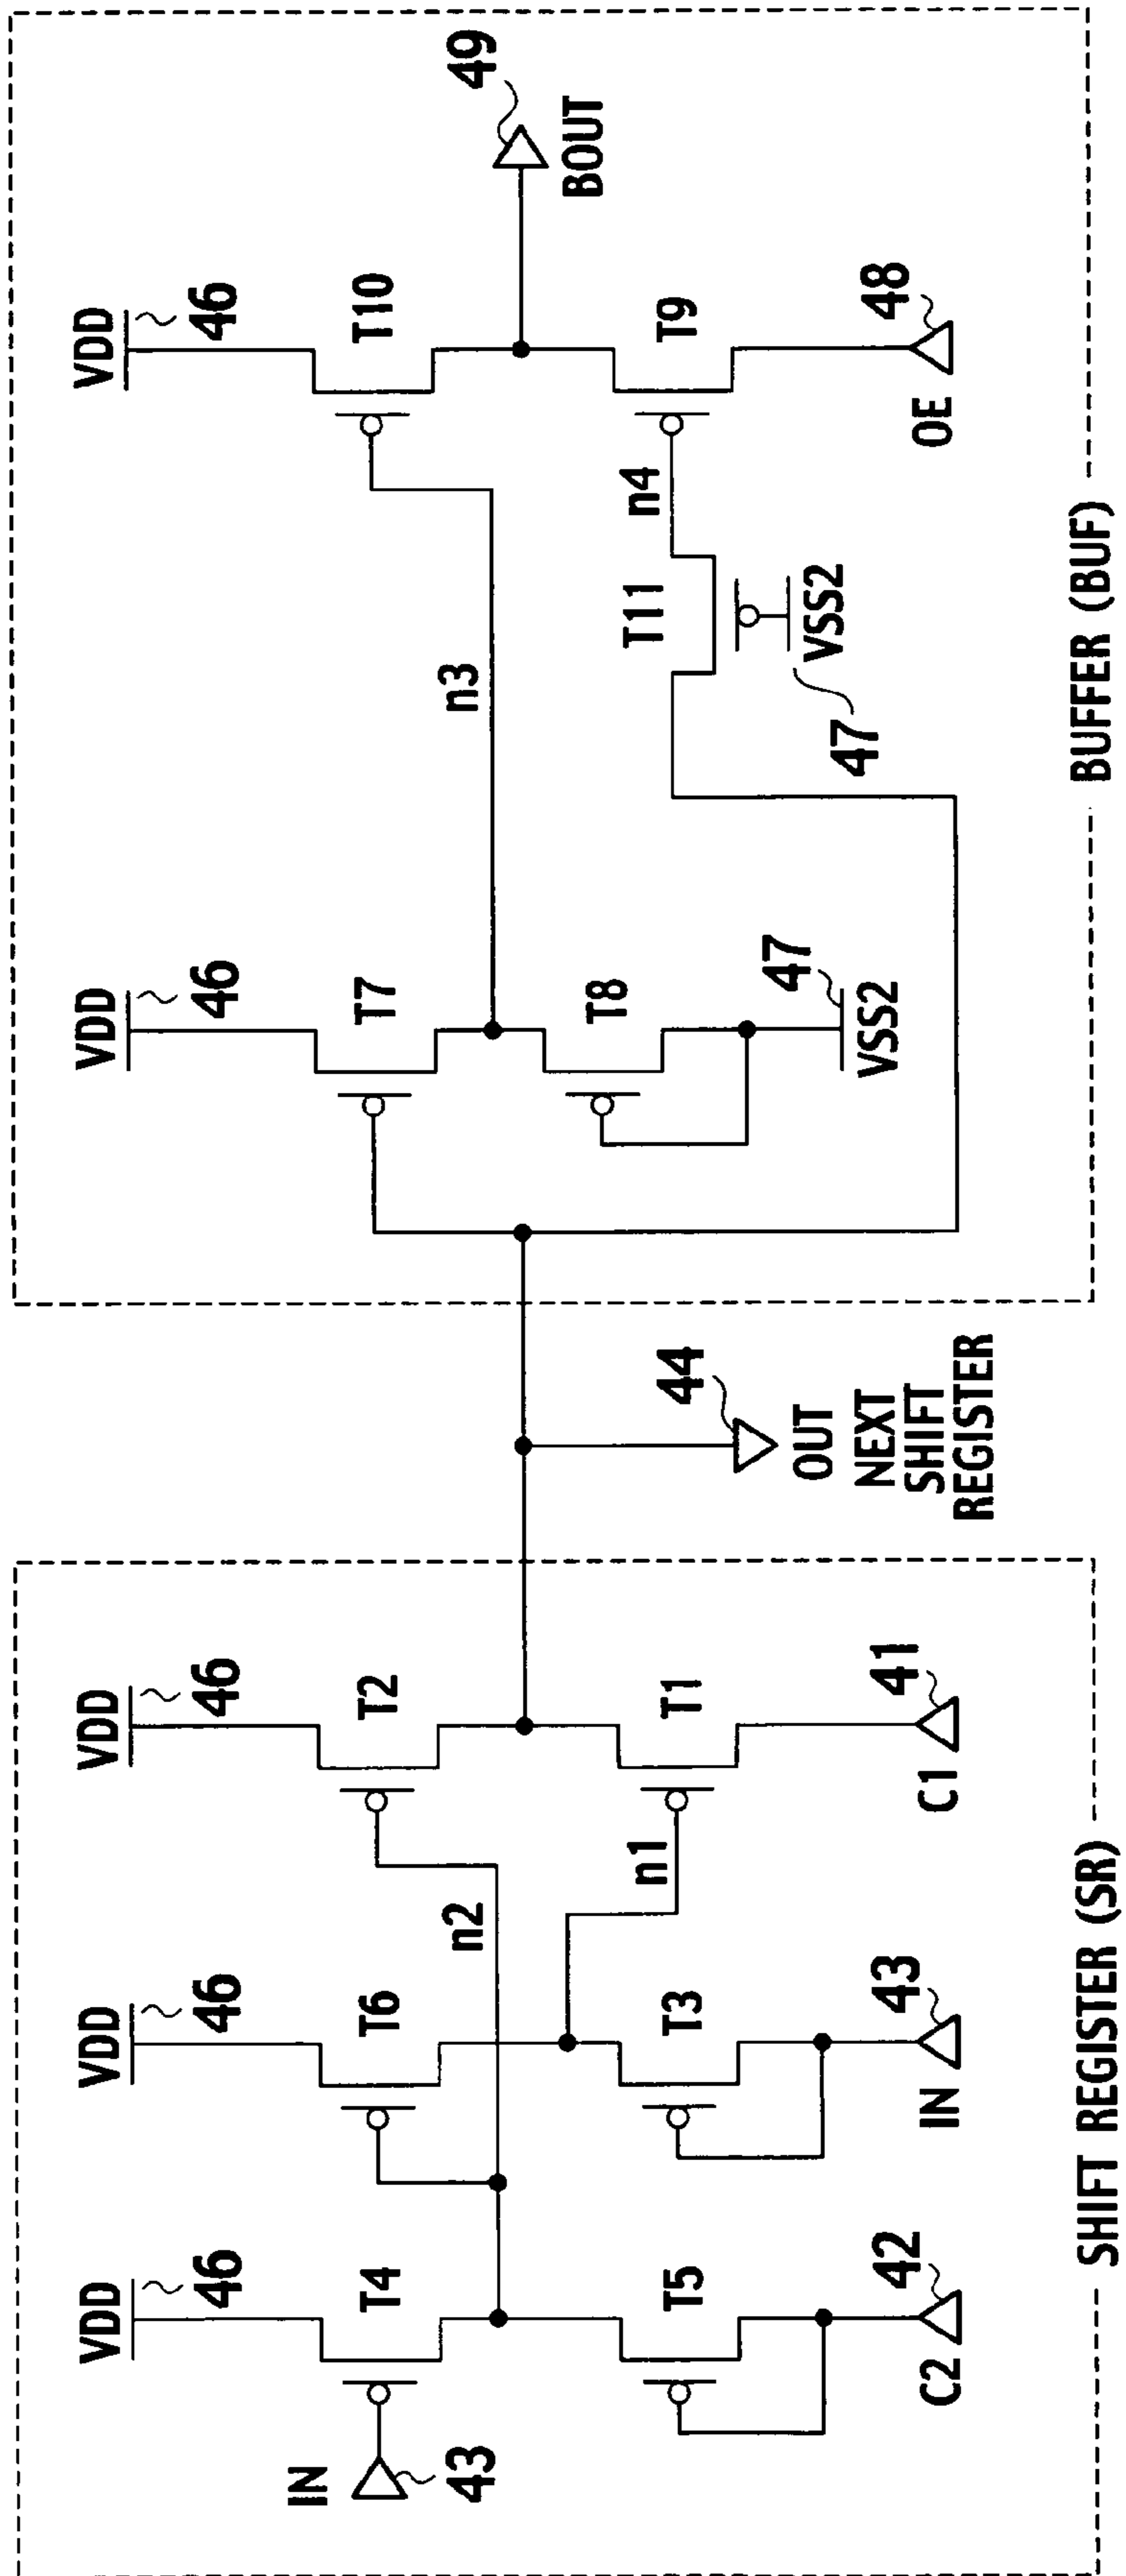 VDD
46
VDD
46
VDD
46
VDD
46
VDD
46
IN
43
T4
T6
T2
T7
T10
n2
n3
49
BOUT
T5
T3
n1
T1
T8
T11
n4
T9
44
OUT
NEXT
SHIFT
REGISTER
47
VSS2
VSS2
47
C2
42
IN
43
C1
41
OE
48
SHIFT REGISTER (SR)
BUFFER (BUF)